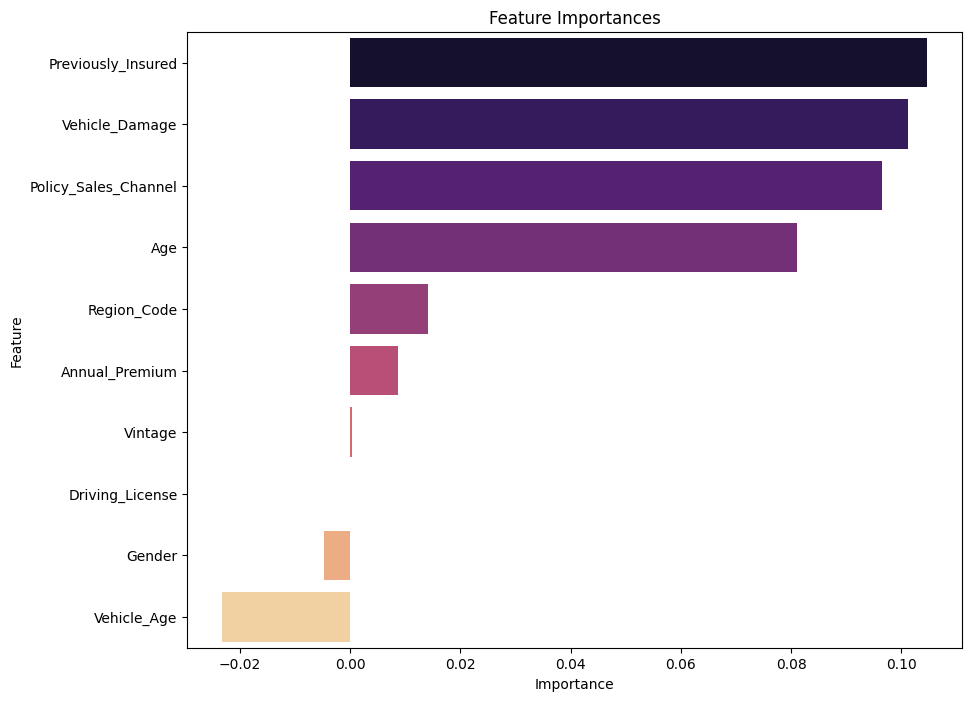 Feature Importances
Previously_Insured
Vehicle_Damage
Policy_Sales_Channel
Age
Region_Code
Annual_Premium
Vintage
Driving_License
Gender
Vehicle_Age
Feature
−0.02 0.00 0.02 0.04 0.06 0.08 0.10
Importance